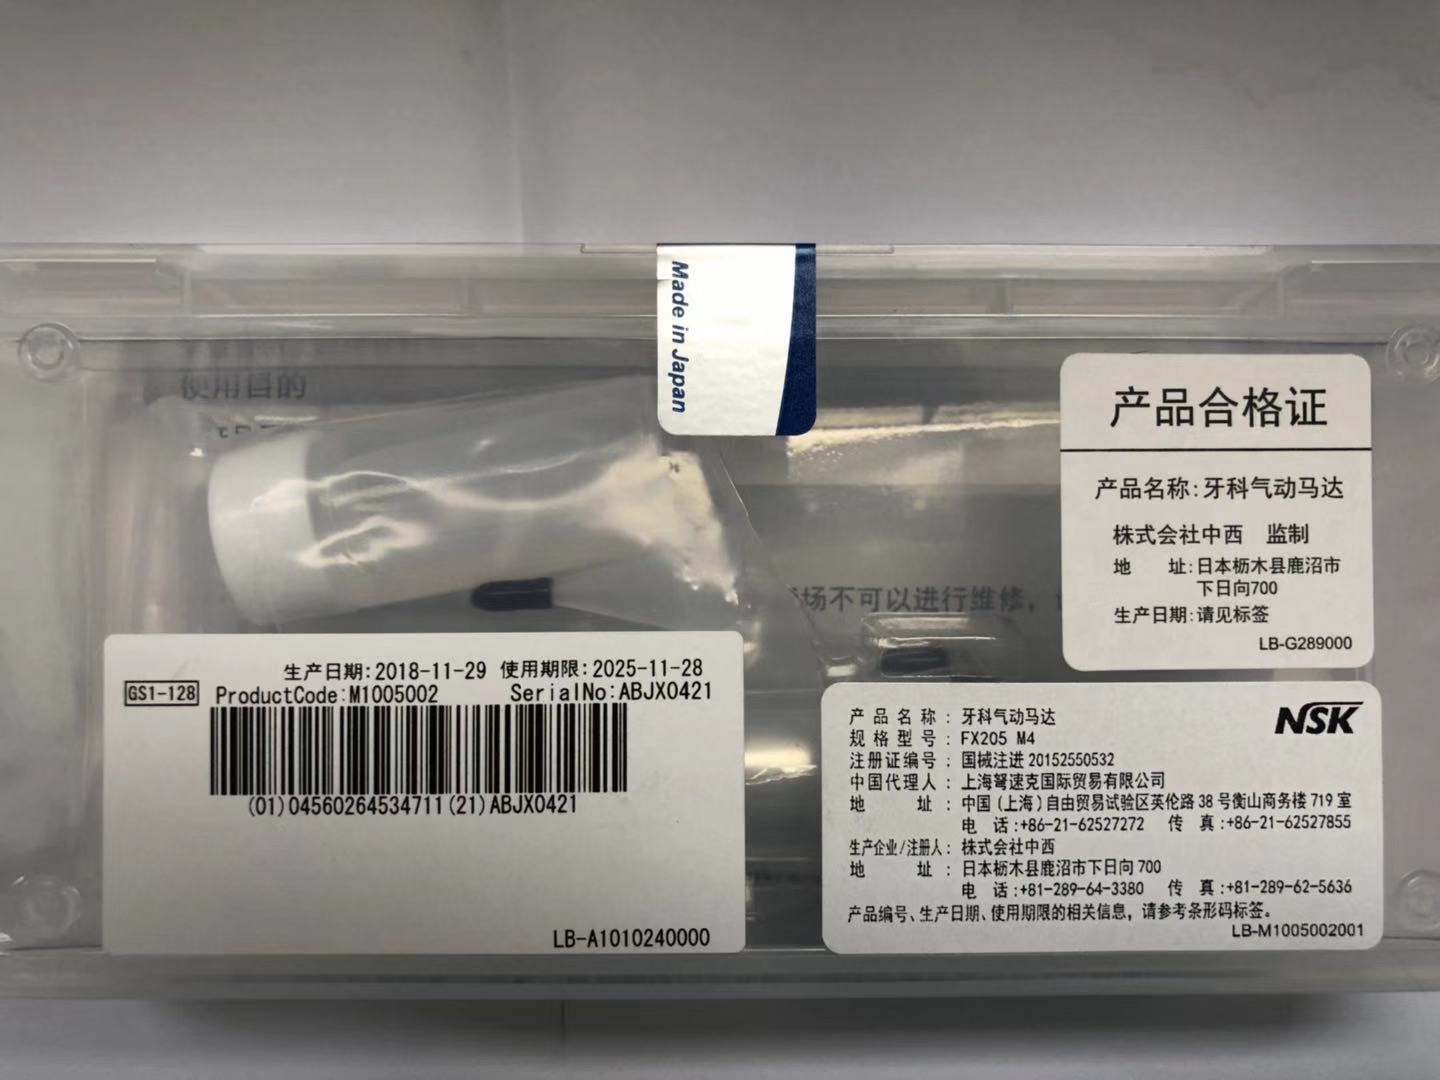 Made in Japan
使用目的
场不可以进行维修，
产品合格证
产品名称:牙科气动马达
株式会社中西 监制
地 址:日本枥木县鹿沼市
下日向700
生产日期:请见标签
LB-G289000
生产日期:2018-11-29 使用期限:2025-11-28
GS1-128 ProductCode:M1005002 SerialNo:ABJX0421
(01)04560264534711(21)ABJX0421
LB-A1010240000
NSK
产品名称：牙科气动马达
规格型号：FX205 M4
注册证编号：国械注进 20152550532
中国代理人：上海弩速克国际贸易有限公司
地 址：中国（上海）自由贸易试验区英伦路 38 号衡山商务楼 719 室
电 话:+86-21-62527272 传 真:+86-21-62527855
生产企业/注册人：株式会社中西
地 址：日本枥木县鹿沼市下日向 700
电 话:+81-289-64-3380 传 真:+81-289-62-5636
产品编号、生产日期、使用期限的相关信息，请参考条形码标签。
LB-M1005002001